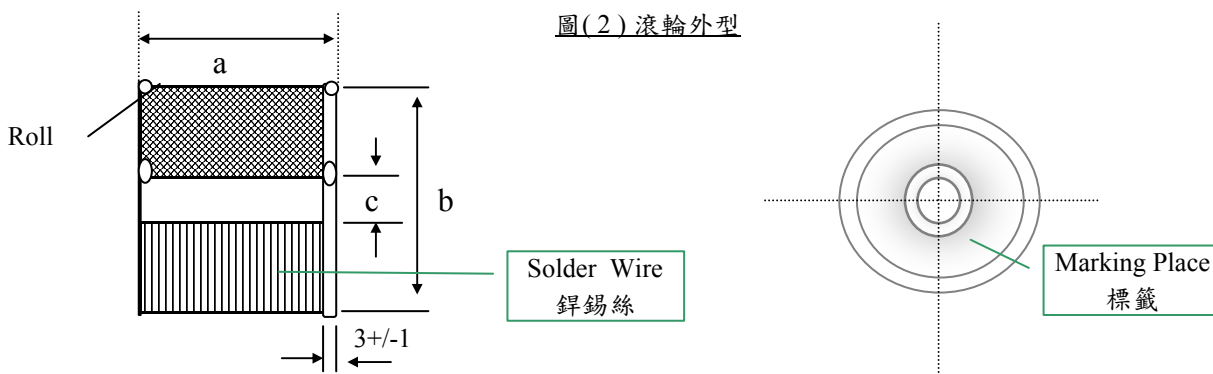 圖(2)滾輪外型
a
Roll
c
b
Solder Wire
銲錫絲
Marking Place
標籤
3+/-1